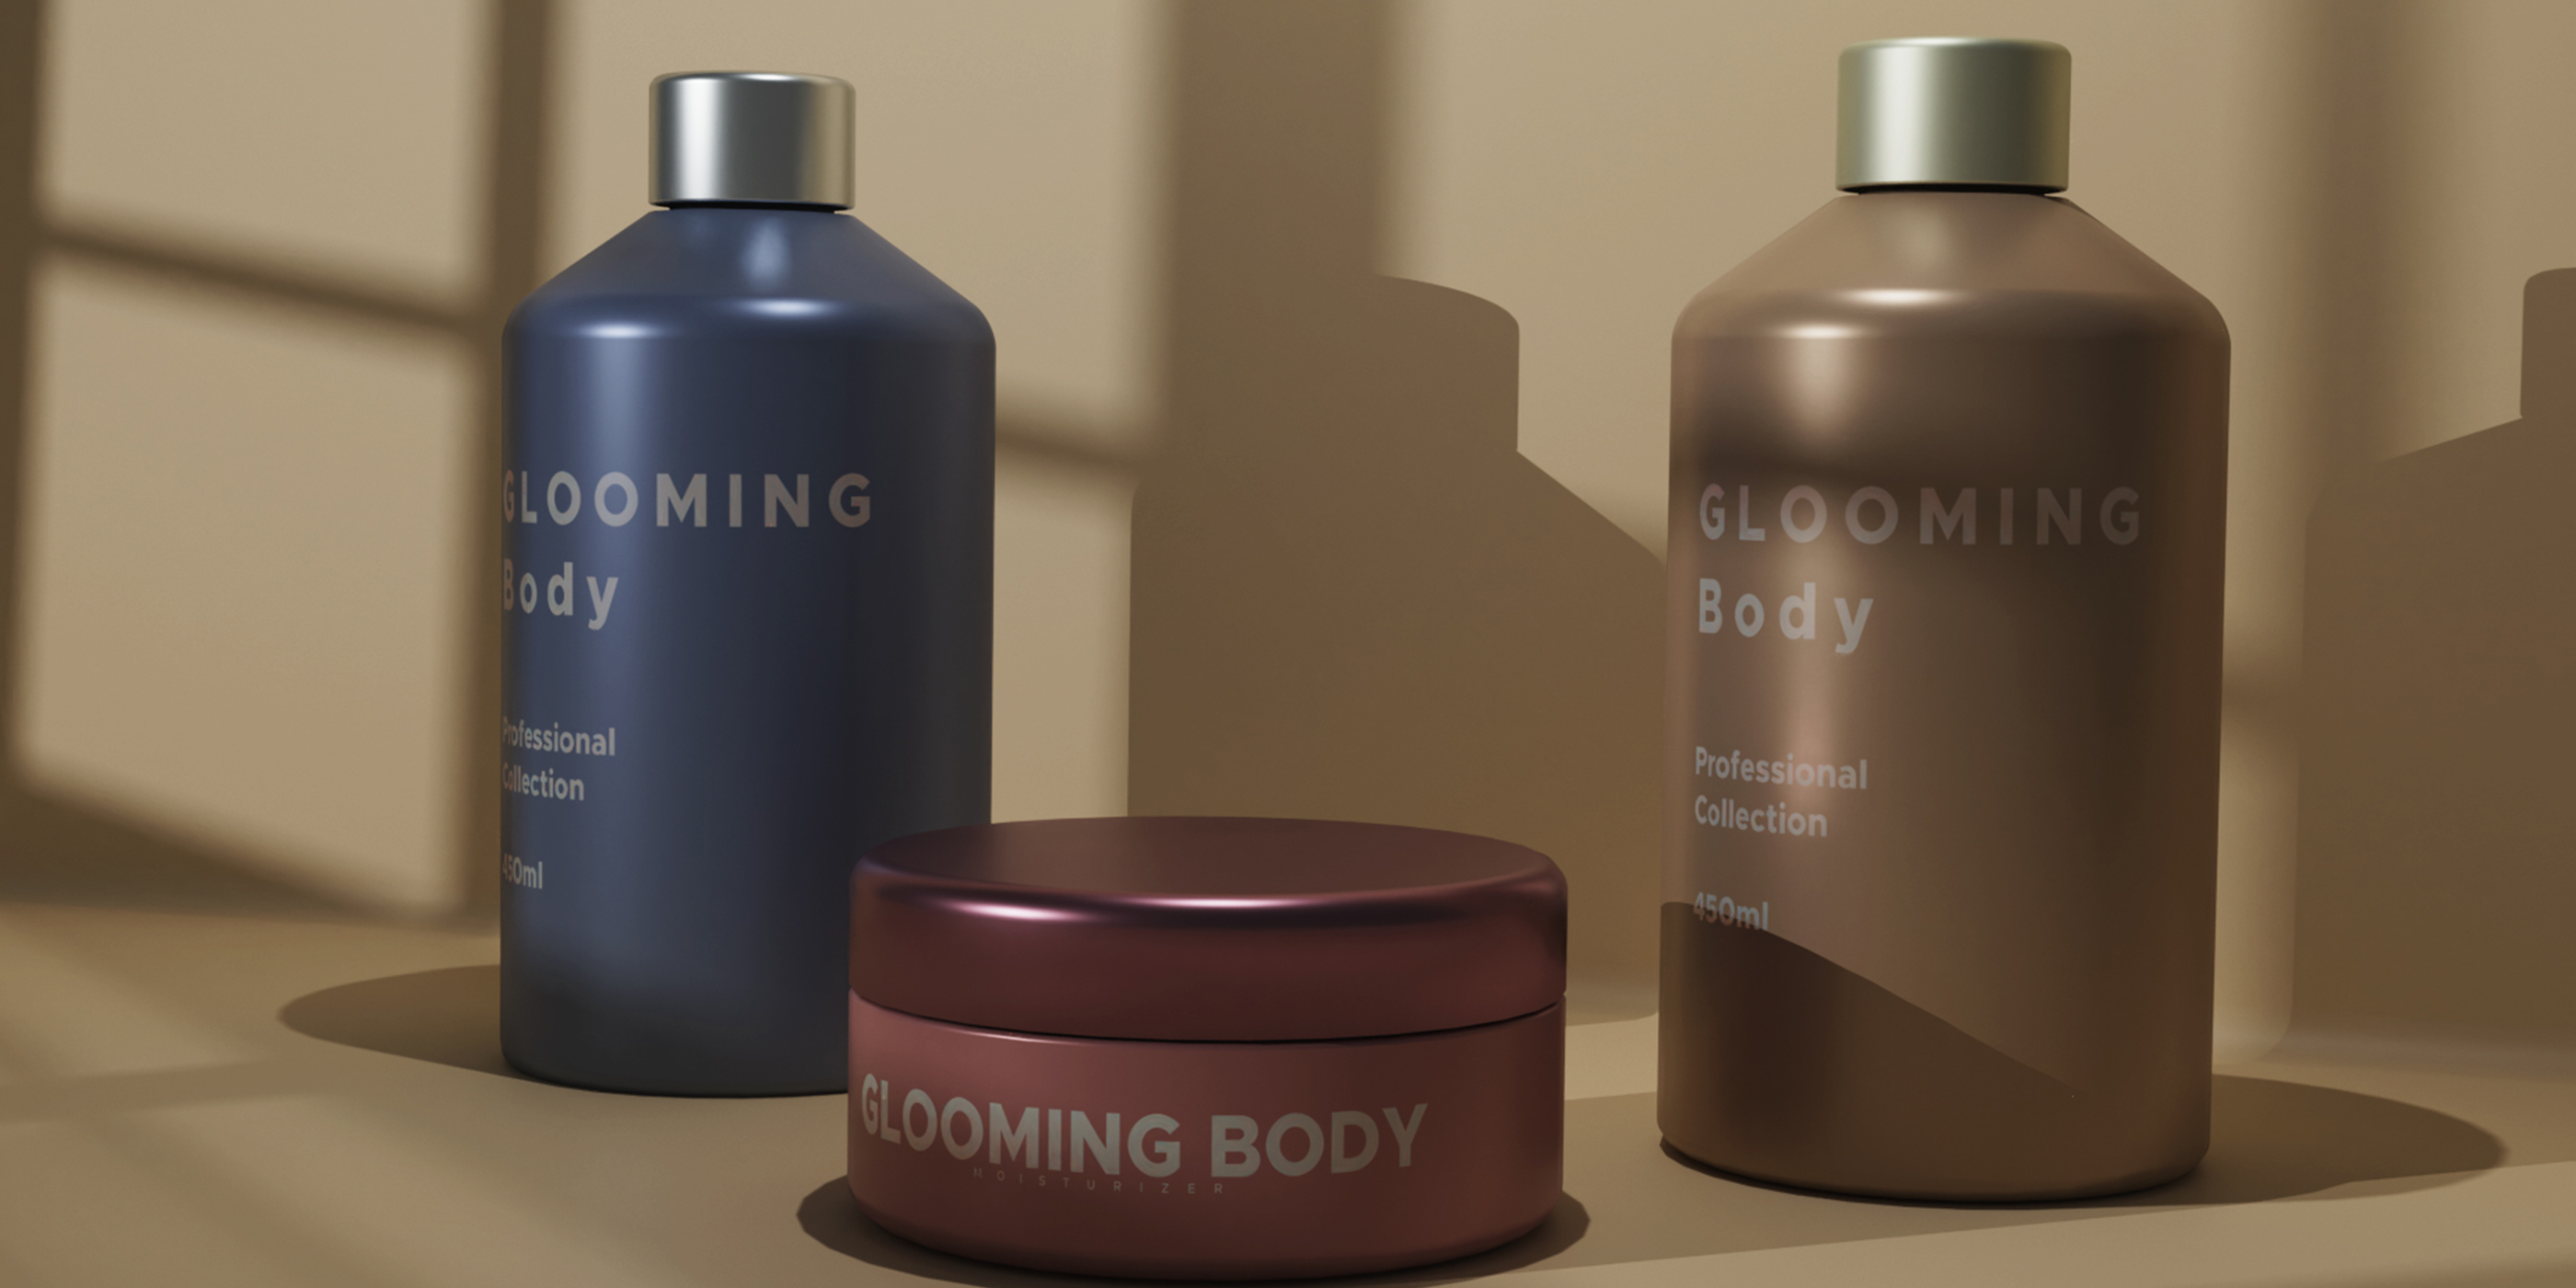 GLOOMING
Body
Professional
Collection
450ml
GLOOMING BODY
MOISTURIZER
GLOOMING
Body
Professional
Collection
450ml